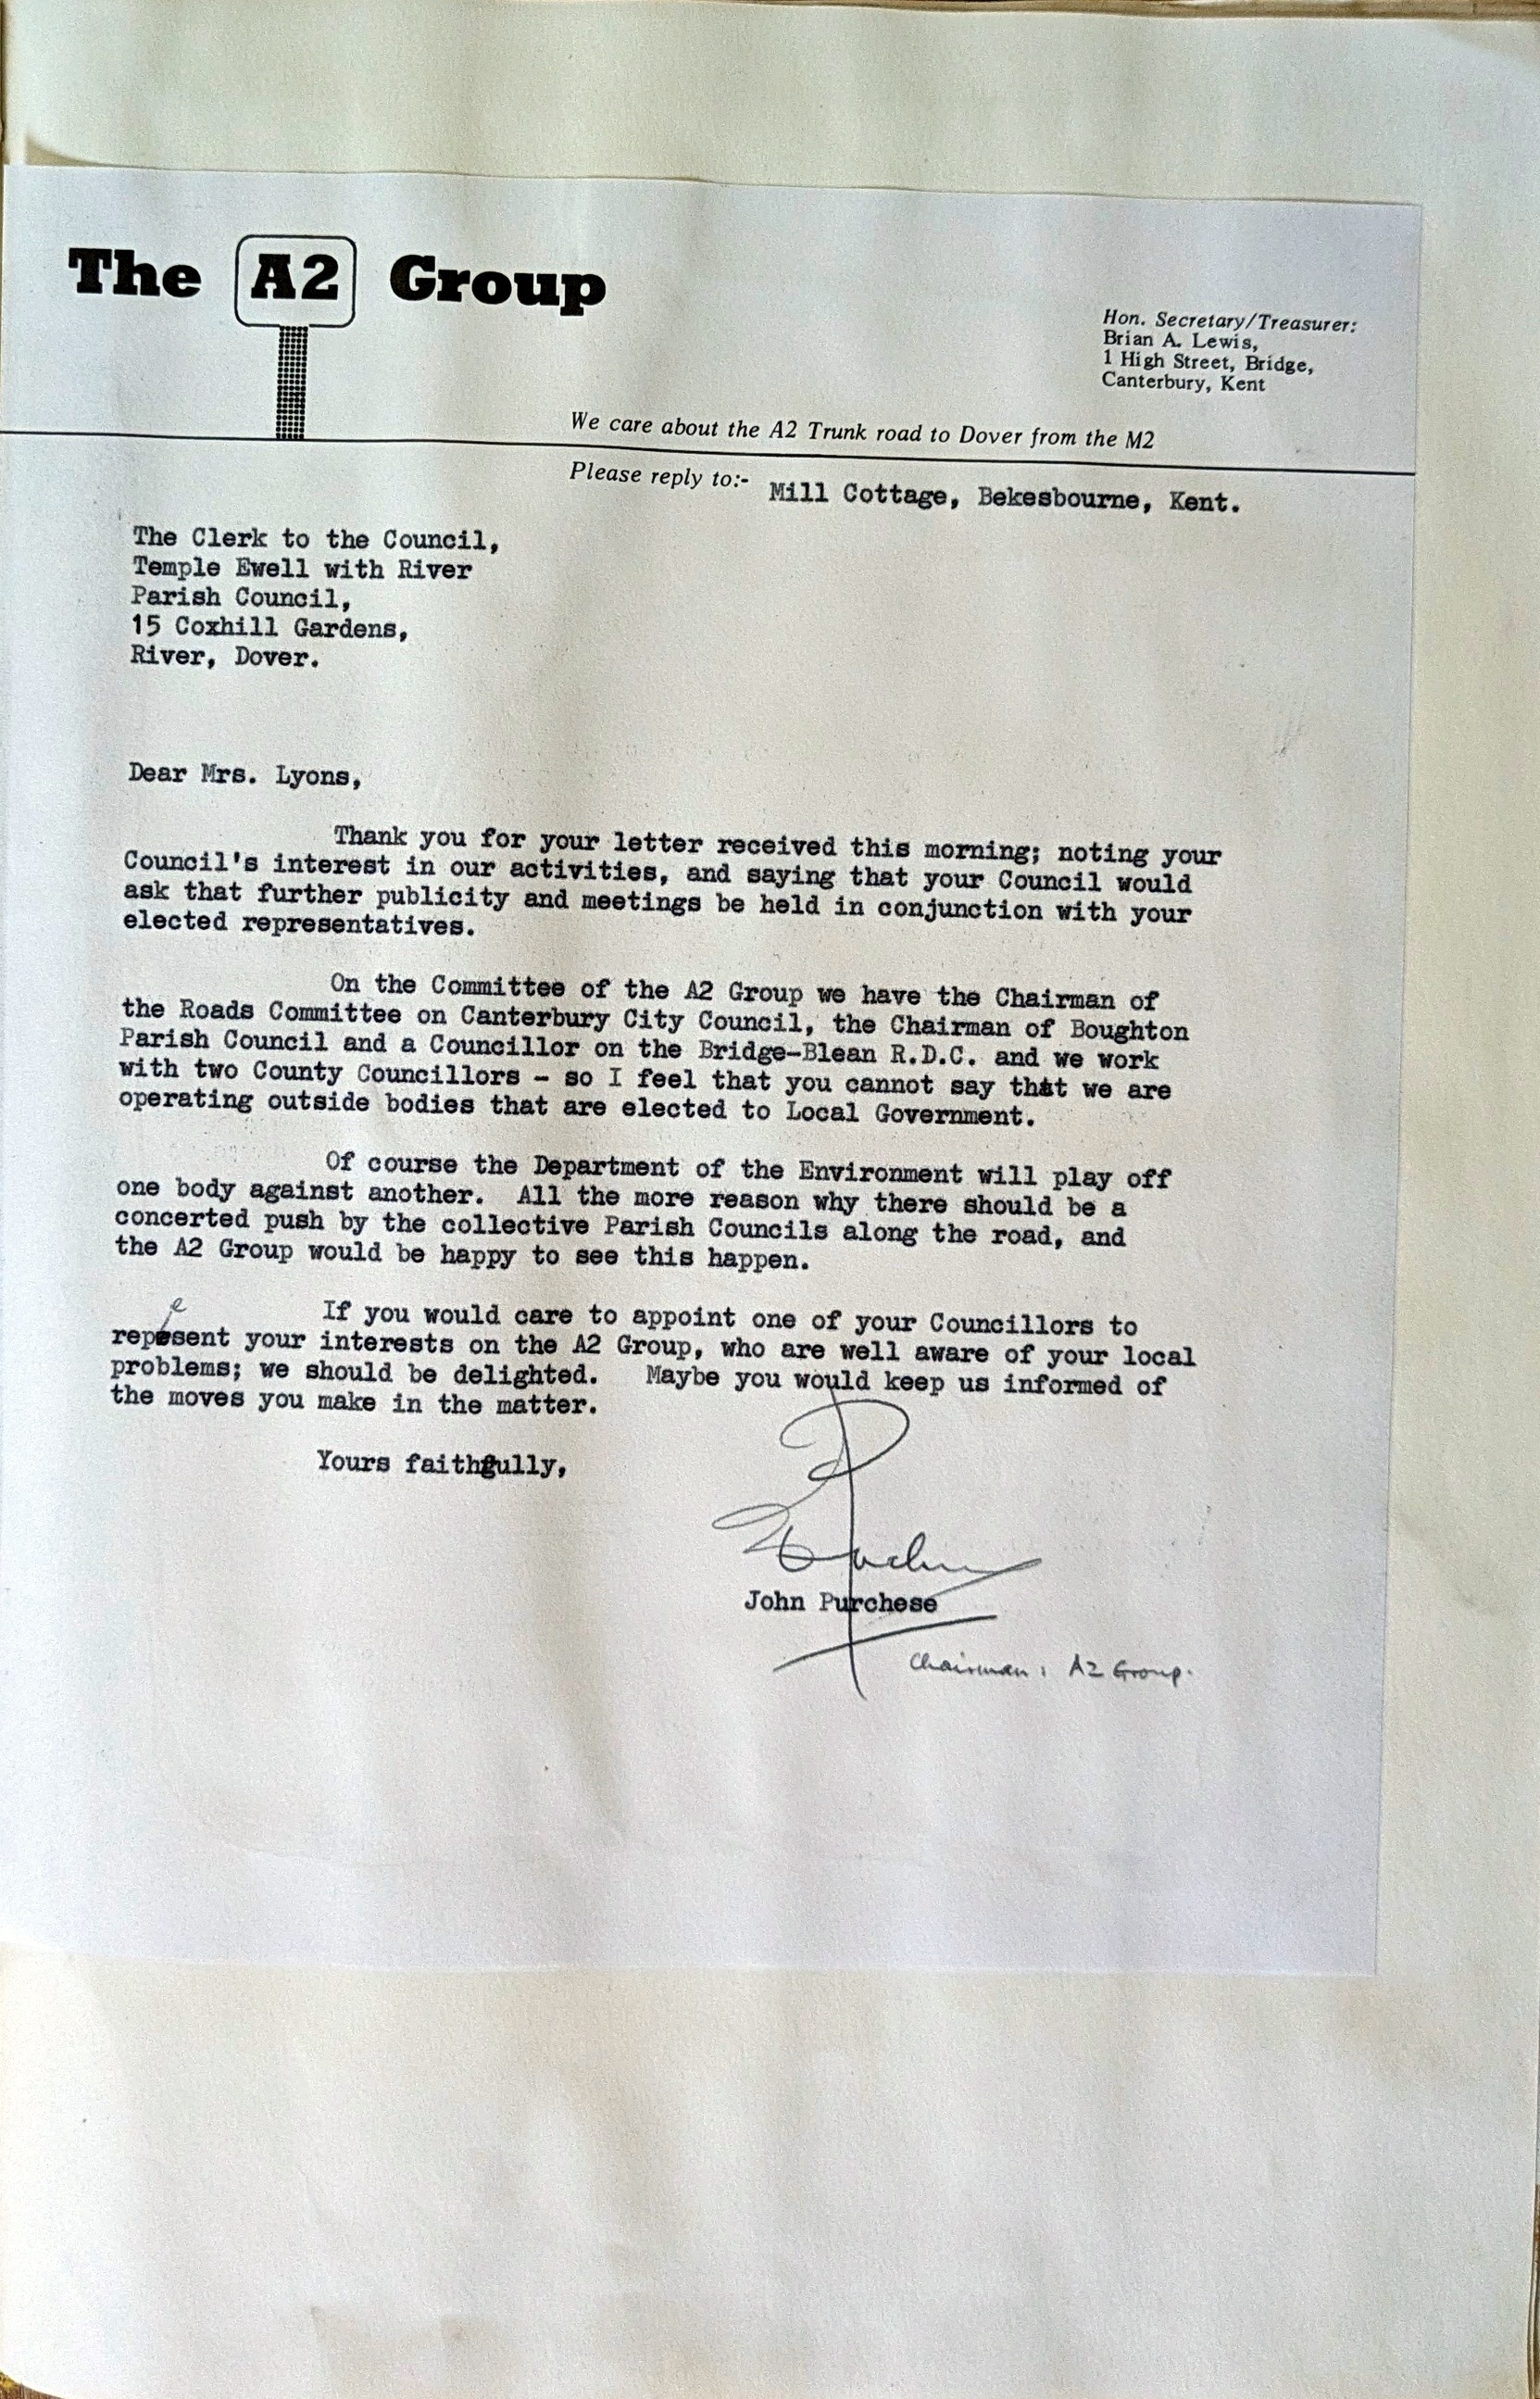 The A2 Group
Hon. Secretary/Treasurer:
Brian A. Lewis,
1 High Street, Bridge,
Canterbury, Kent
We care about the A2 Trunk road to Dover from the M2
Please reply to:- Mill Cottage, Bekesbourne, Kent.
The Clerk to the Council,
Temple Ewell with River
Parish Council,
15 Coxhill Gardens,
River, Dover.
Dear Mrs. Lyons,
Thank you for your letter received this morning; noting your
Council's interest in our activities, and saying that your Council would
ask that further publicity and meetings be held in conjunction with your
elected representatives.
On the Committee of the A2 Group we have the Chairman of
the Roads Committee on Canterbury City Council, the Chairman of Boughton
Parish Council and a Councillor on the Bridge-Blean R.D.C. and we work
with two County Councillors - so I feel that you cannot say that we are
operating outside bodies that are elected to Local Government.
Of course the Department of the Environment will play off
one body against another. All the more reason why there should be a
concerted push by the collective Parish Councils along the road, and
the A2 Group would be happy to see this happen.
If you would care to appoint one of your Councillors to
represent your interests on the A2 Group, who are well aware of your local
problems; we should be delighted. Maybe you would keep us informed of
the moves you make in the matter.
Yours faithfully,
John Purchese
Chairman: A2 Group.